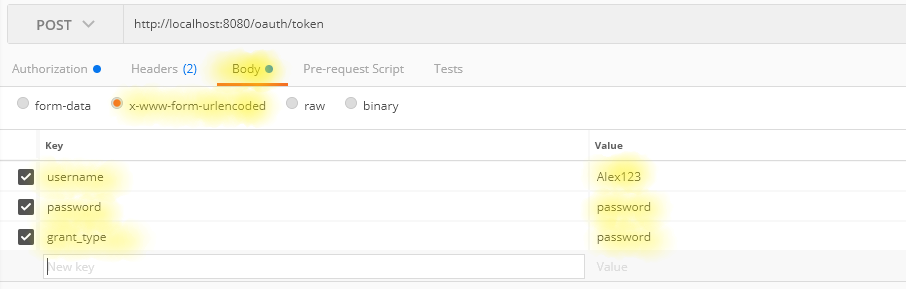 POST http://localhost:8080/oauth/token
Authorization Headers (2) Body Pre-request Script Tests
form-data x-www-form-urlencoded raw binary
Key Value
username Alex123
password password
grant_type password
New key Value